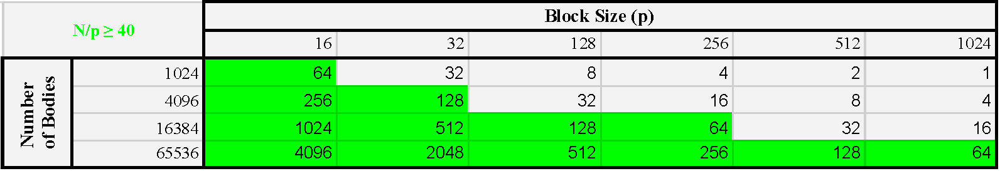 Block Size (p)
N/p ≥ 40
16 32 128 256 512 1024
Number
of Bodies
1024 64 32 8 4 2 1
4096 256 128 32 16 8 4
16384 1024 512 128 64 32 16
65536 4096 2048 512 256 128 64